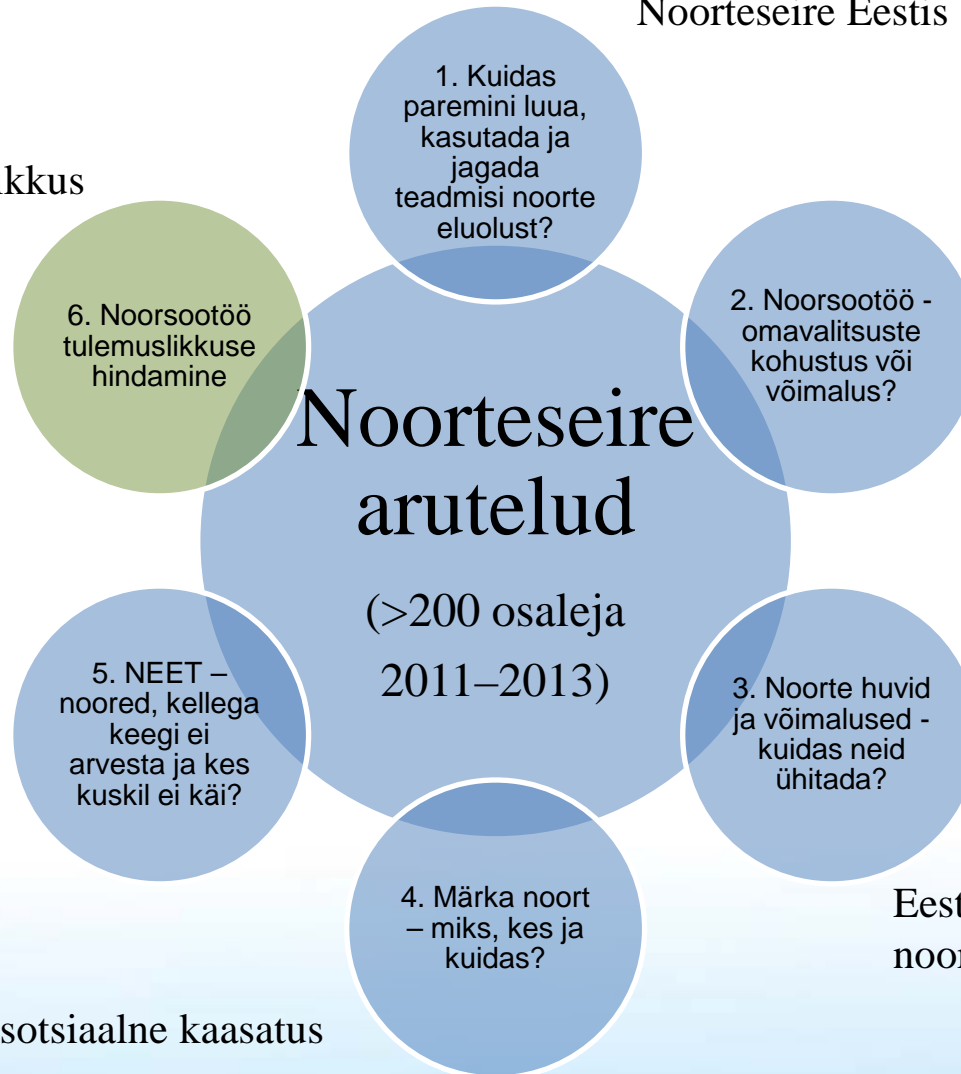 Noorteseire Eestis
1. Kuidas
paremini luua,
kasutada ja
jagada
teadmisi noorte
eluolust?
ikkus
6. Noorsootöö
tulemuslikkuse
hindamine
2. Noorsootöö -
omavalitsuste
kohustus või
võimalus?
Noorteseire
arutelud
(>200 osaleja
2011–2013)
5. NEET –
noored, kellega
keegi ei
arvesta ja kes
kuskil ei käi?
3. Noorte huvid
ja võimalused -
kuidas neid
ühitada?
4. Märka noort
– miks, kes ja
kuidas?
Eest
noor
sotsiaalne kaasatus